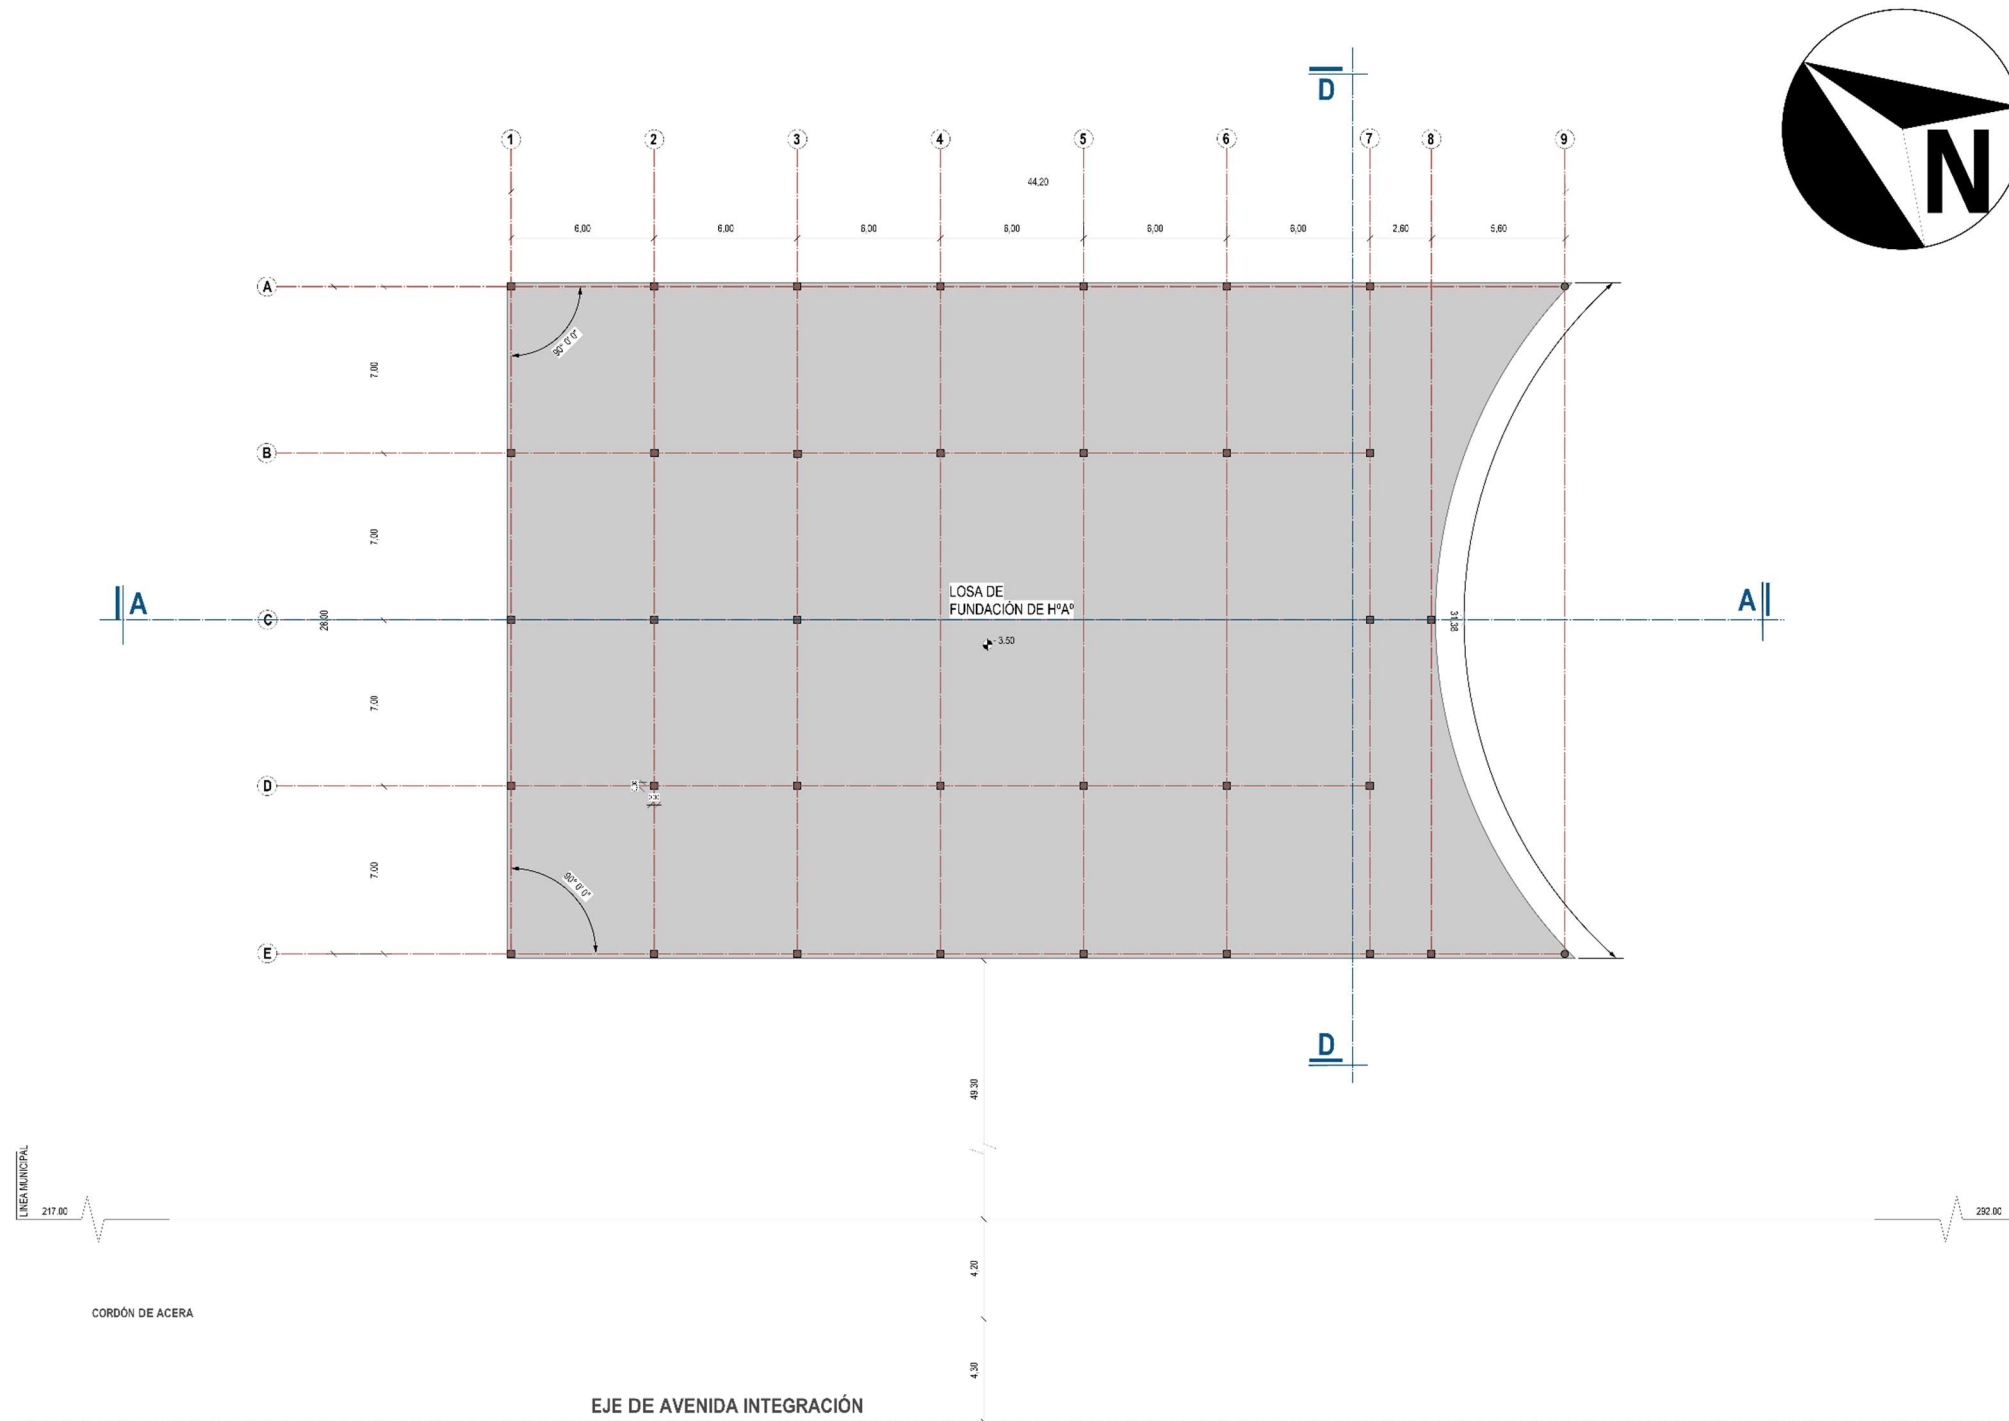 D
N
1 2 3 4 5 6 7 8 9
44,20
6,00 6,00 6,00 6,00 6,00 6,00 2,60 5,60
A
90° 0' 0"
7,00
B
7,00
LOSA DE
FUNDACIÓN DE HºAº
A
A
C
28,00
31,38
- 3.50
7,00
D
7,00
90° 0' 0"
E
D
49.30
LINEA MUNICIPAL
217.00
292.00
4.20
CORDÓN DE ACERA
4.30
EJE DE AVENIDA INTEGRACIÓN